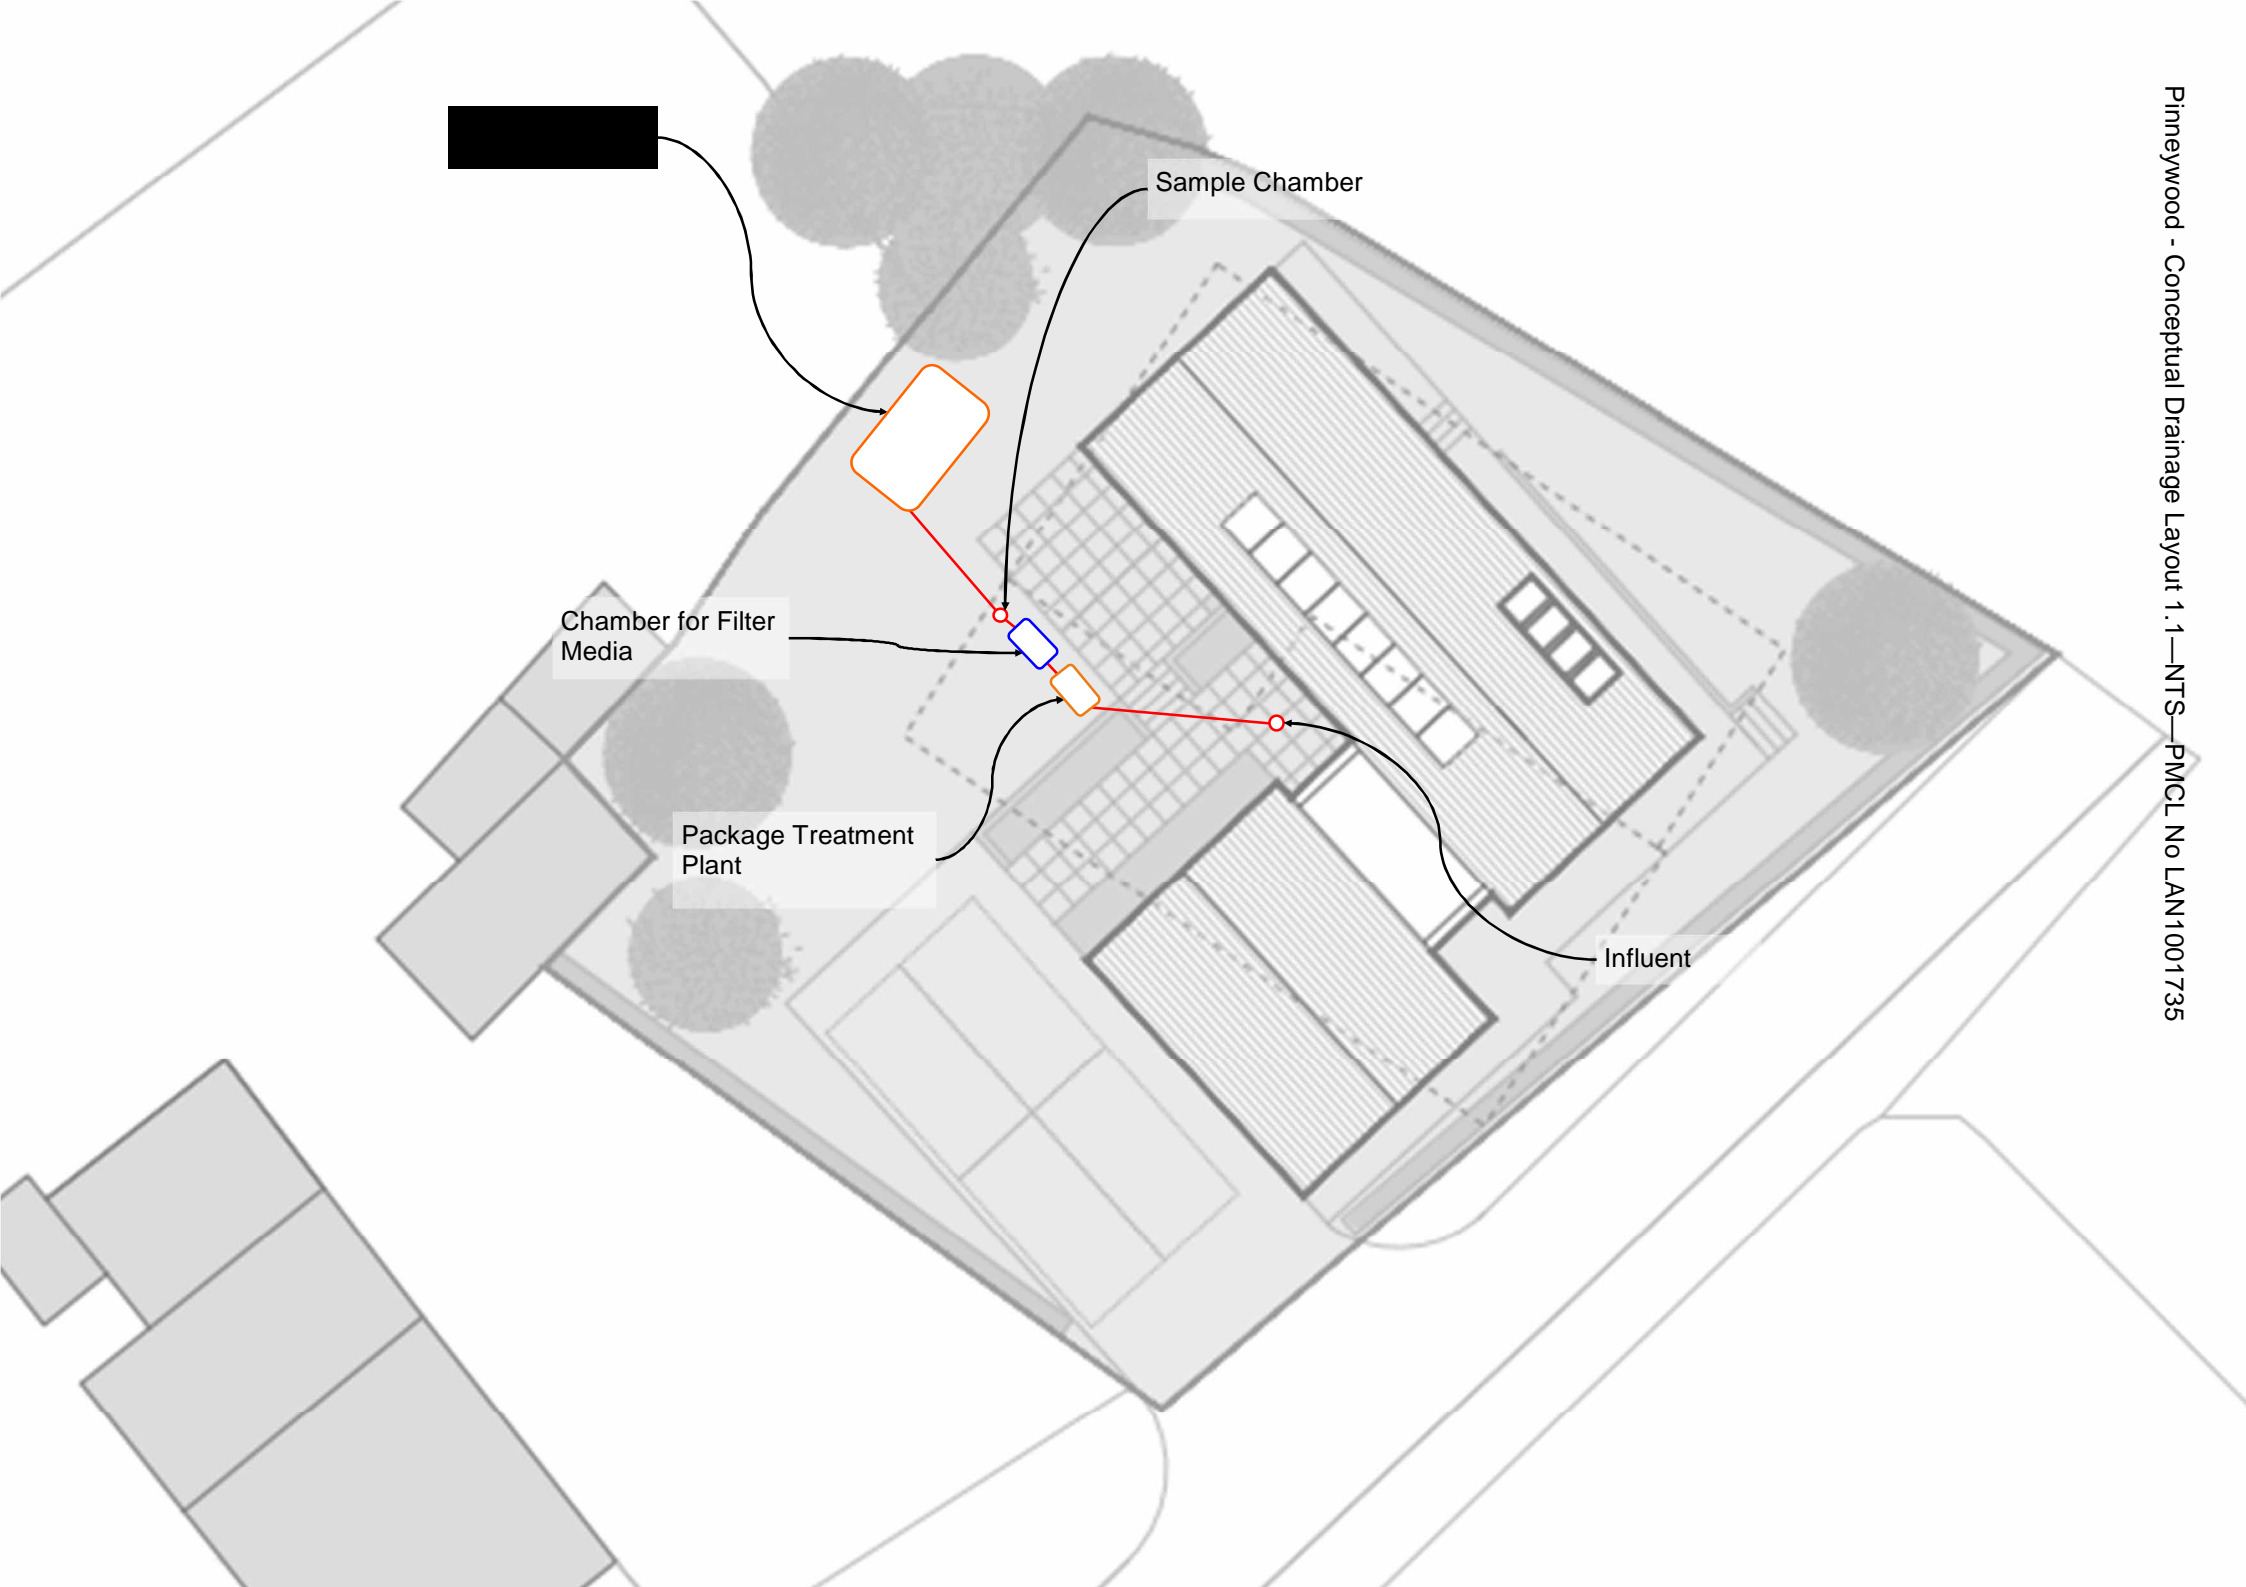 Sample Chamber
Chamber for Filter
Media
Package Treatment
Plant
Influent
Pinneywood - Conceptual Drainage Layout 1.1—NTS—PMCL No LAN1001735